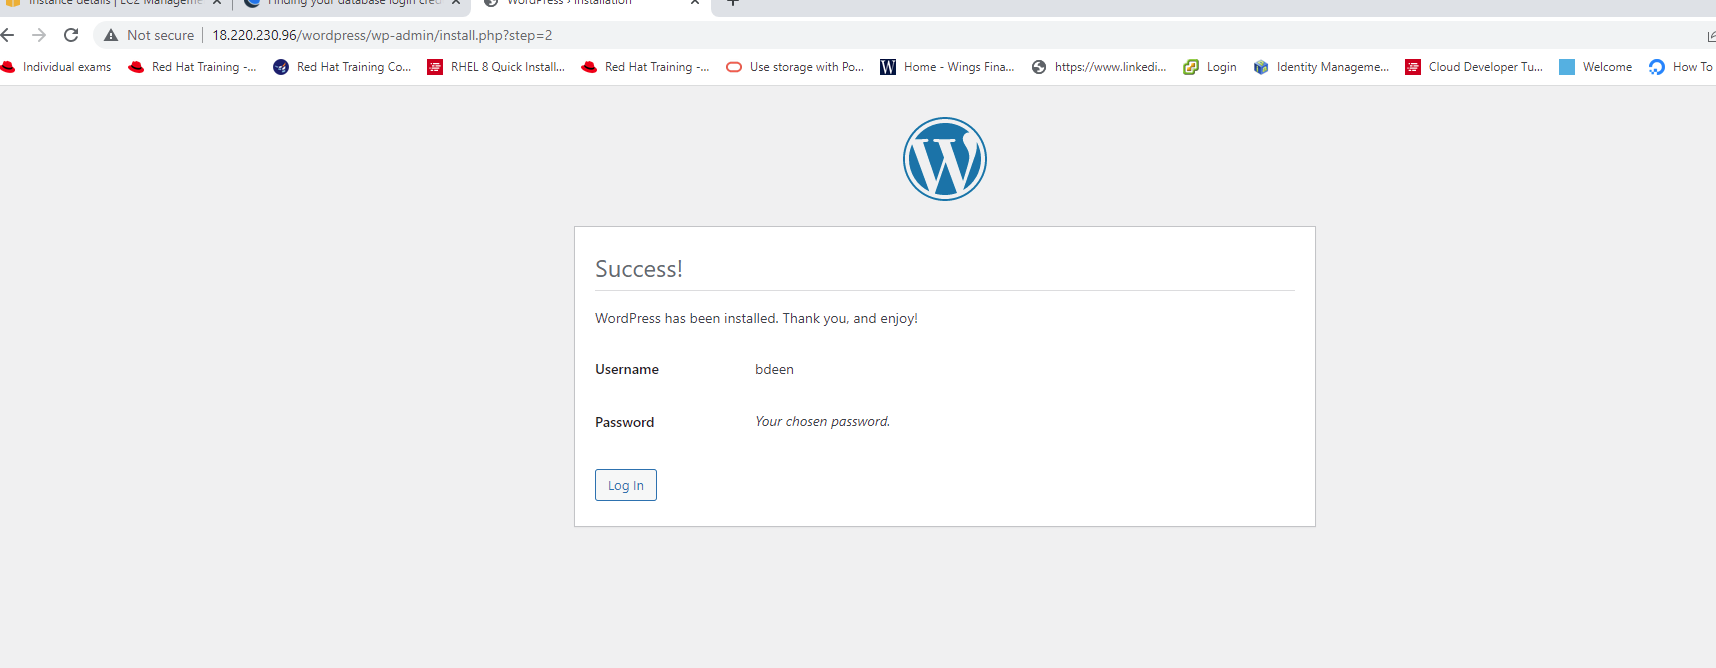 Instance details | EC2 Manageme
Finding your database login cred
WordPress › Installation
Not secure
18.220.230.96/wordpress/wp-admin/install.php?step=2
Individual exams
Red Hat Training -...
Red Hat Training Co...
RHEL 8 Quick Install...
Red Hat Training -...
Use storage with Po...
Home - Wings Fina...
https://www.linkedi...
Login
Identity Manageme...
Cloud Developer Tu...
Welcome
How To
Success!
WordPress has been installed. Thank you, and enjoy!
Username bdeen
Password Your chosen password.
Log In